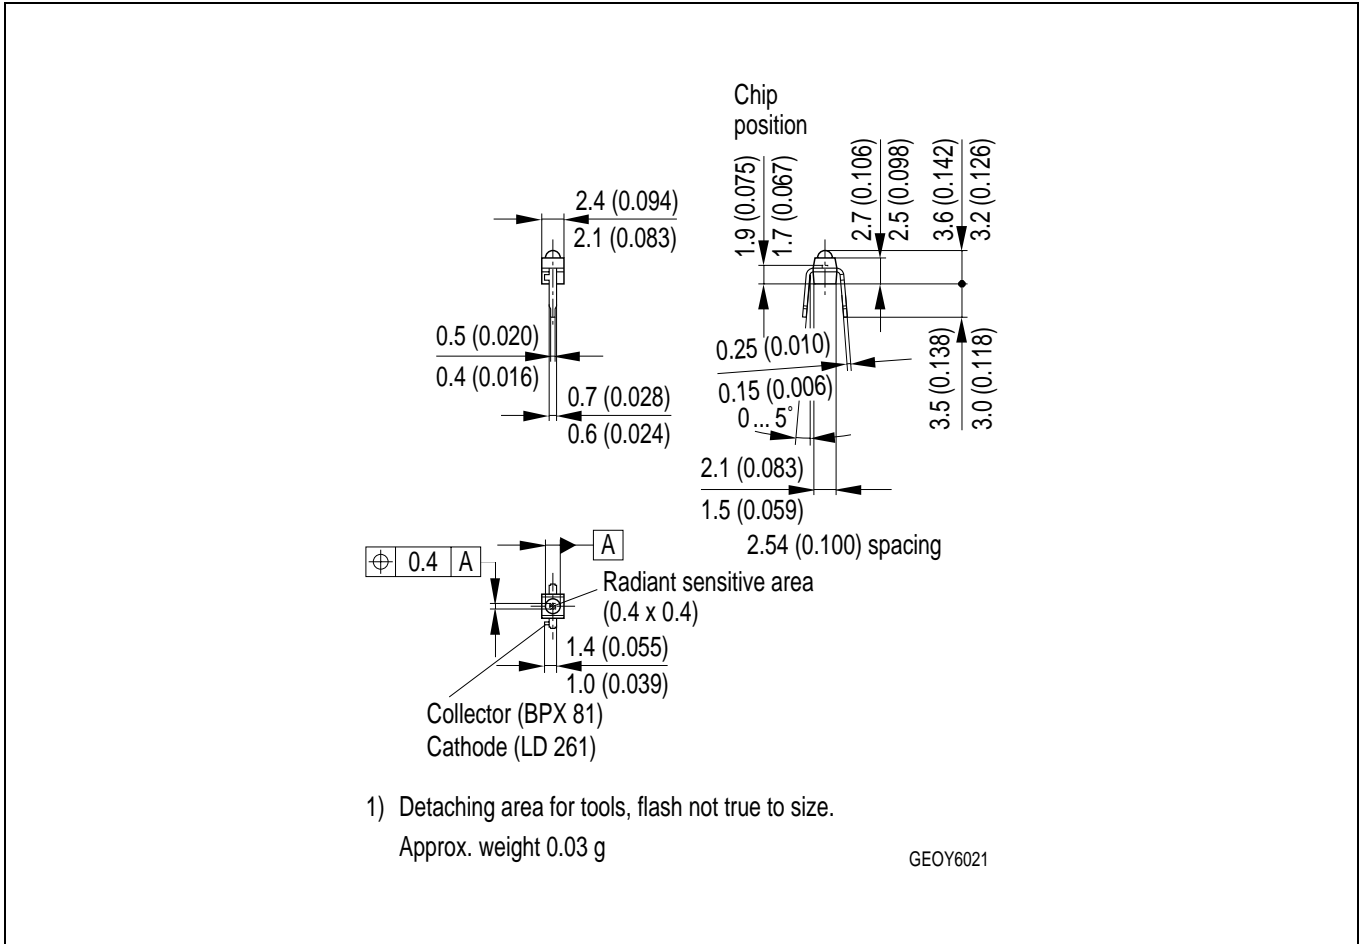 Chip
position
1.9 (0.075)
1.7 (0.067)
2.7 (0.106)
2.5 (0.098)
3.6 (0.142)
3.2 (0.126)
2.4 (0.094)
2.1 (0.083)
0.5 (0.020)
0.4 (0.016)
0.7 (0.028)
0.6 (0.024)
0.25 (0.010)
0.15 (0.006)
0 ... 5°
3.5 (0.138)
3.0 (0.118)
2.1 (0.083)
1.5 (0.059)
2.54 (0.100) spacing
A
0.4 A
Radiant sensitive area
(0.4 x 0.4)
1.4 (0.055)
1.0 (0.039)
Collector (BPX 81)
Cathode (LD 261)
1) Detaching area for tools, flash not true to size.
Approx. weight 0.03 g
GEOY6021